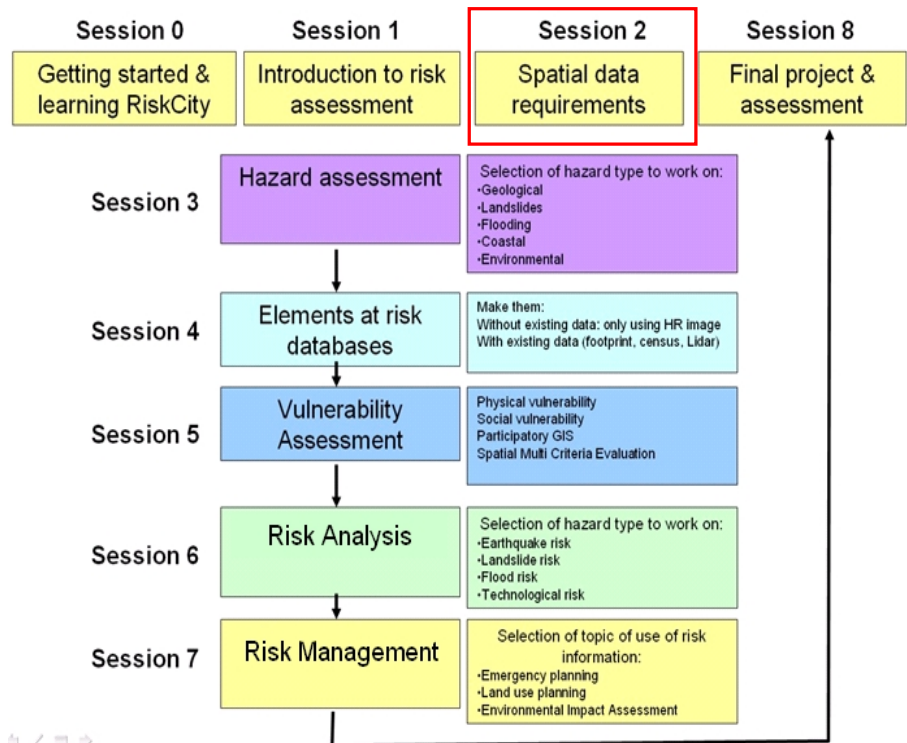 Session 0
Session 1
Session 2
Session 8
Getting started &
learning RiskCity
Introduction to risk
assessment
Spatial data
requirements
Final project &
assessment
Session 3
Hazard assessment
Selection of hazard type to work on:
•Geological
•Landslides
•Flooding
•Coastal
•Environmental
Session 4
Elements at risk
databases
Make them:
Without existing data: only using HR image
With existing data (footprint, census, Lidar)
Session 5
Vulnerability
Assessment
Physical vulnerability
Social vulnerability
Participatory GIS
Spatial Multi Criteria Evaluation
Session 6
Risk Analysis
Selection of hazard type to work on:
•Earthquake risk
•Landslide risk
•Flood risk
•Technological risk
Session 7
Risk Management
Selection of topic of use of risk
information:
•Emergency planning
•Land use planning
•Environmental Impact Assessment